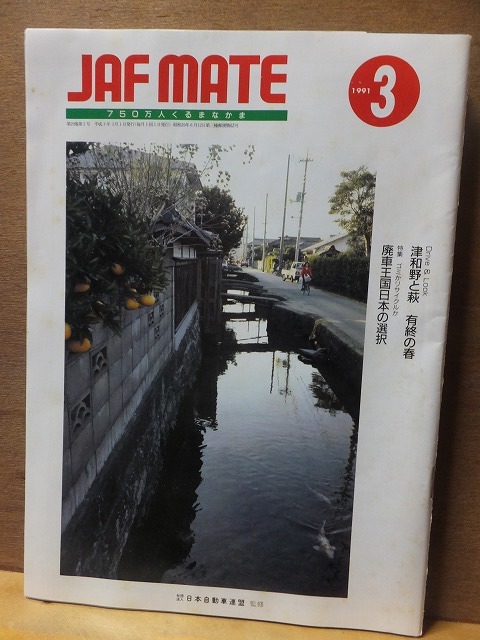 JAF MATE
1991
3
750万人くるまなかま
Drive & Look
津和野と萩 有終の春
特集 ゴミかリサイクルか
廃車王国日本の選択
日本自動車連盟 監修